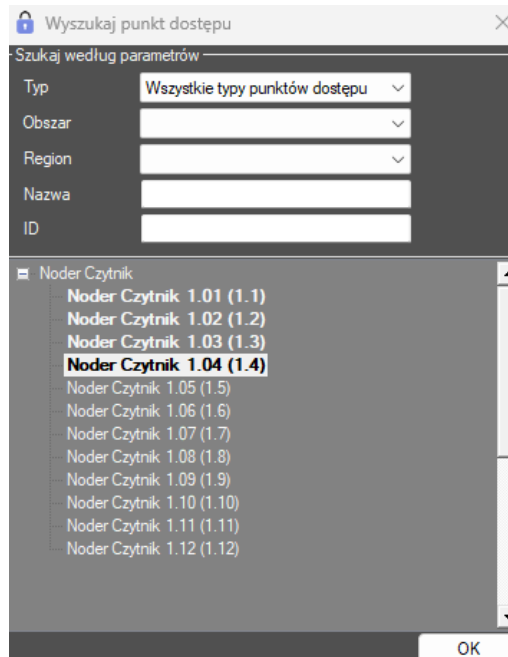 Wyszukaj punkt dostępu
Szukaj według parametrów
Typ Wszystkie typy punktów dostępu
Obszar
Region
Nazwa
ID
Noder Czytnik
Noder Czytnik 1.01 (1.1)
Noder Czytnik 1.02 (1.2)
Noder Czytnik 1.03 (1.3)
Noder Czytnik 1.04 (1.4)
Noder Czytnik 1.05 (1.5)
Noder Czytnik 1.06 (1.6)
Noder Czytnik 1.07 (1.7)
Noder Czytnik 1.08 (1.8)
Noder Czytnik 1.09 (1.9)
Noder Czytnik 1.10 (1.10)
Noder Czytnik 1.11 (1.11)
Noder Czytnik 1.12 (1.12)
OK